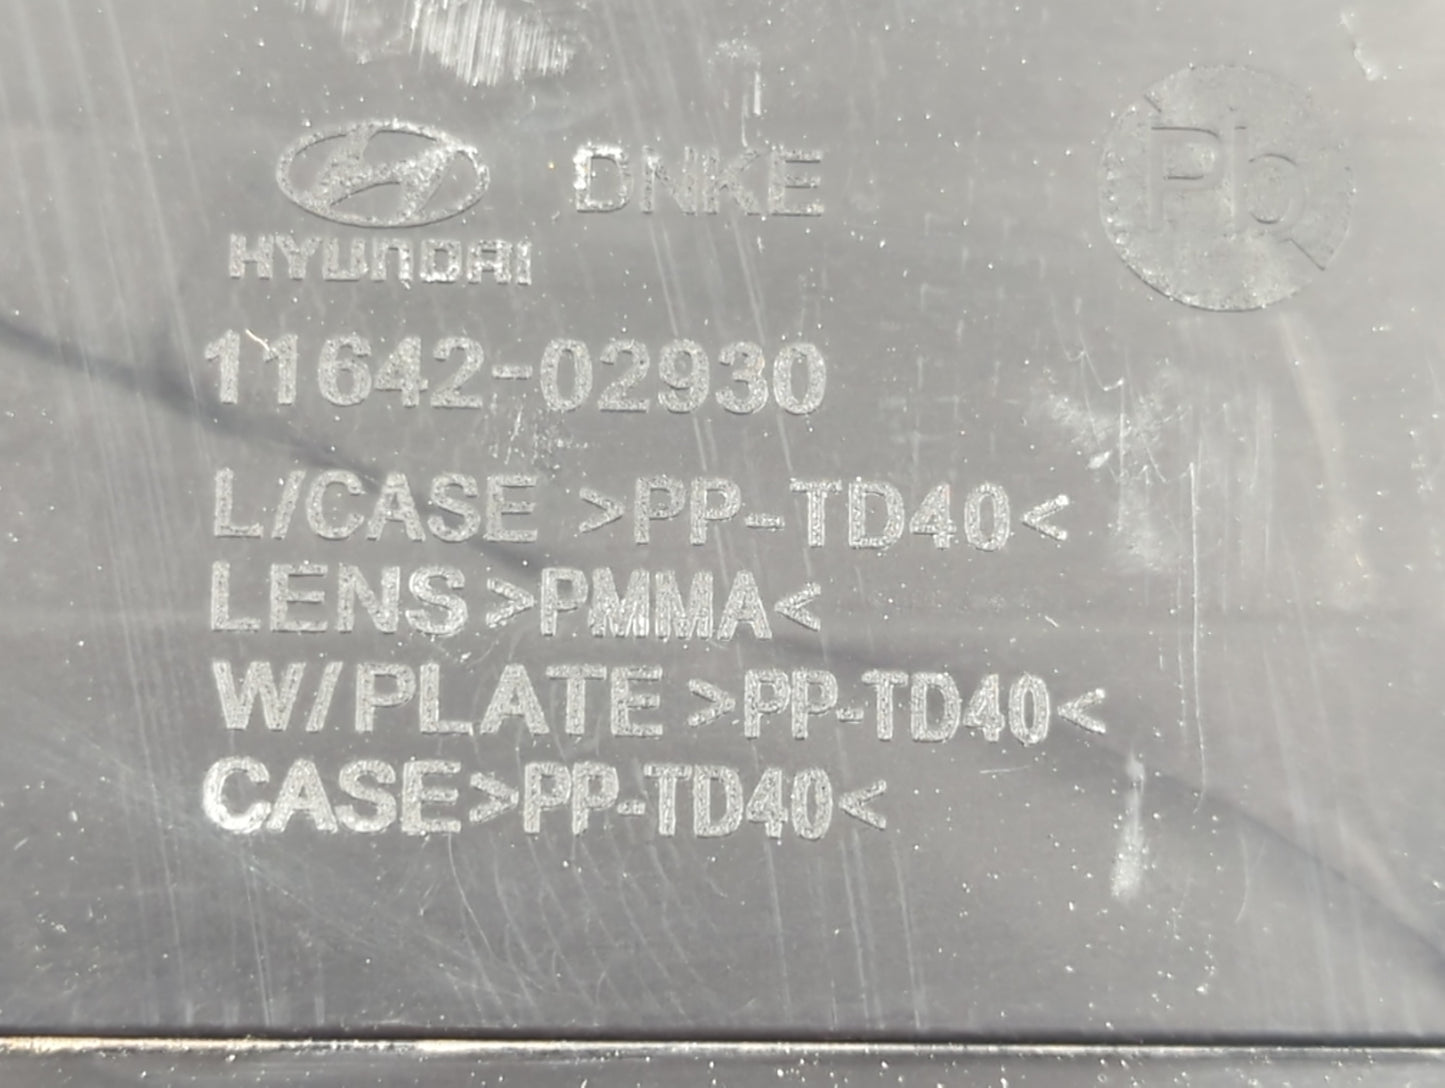 DNKE
Pb
HYUNDAI
11642-02930
L/CASE >PP-TD40<
LENS>PMMA<
W/PLATE >PP-TD40<
CASE>PP-TD40<